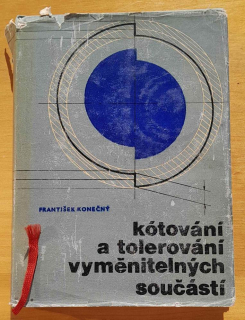 FRANTIŠEK KONEČNÝ
kótování
a tolerování
vyměnitelných
součástí